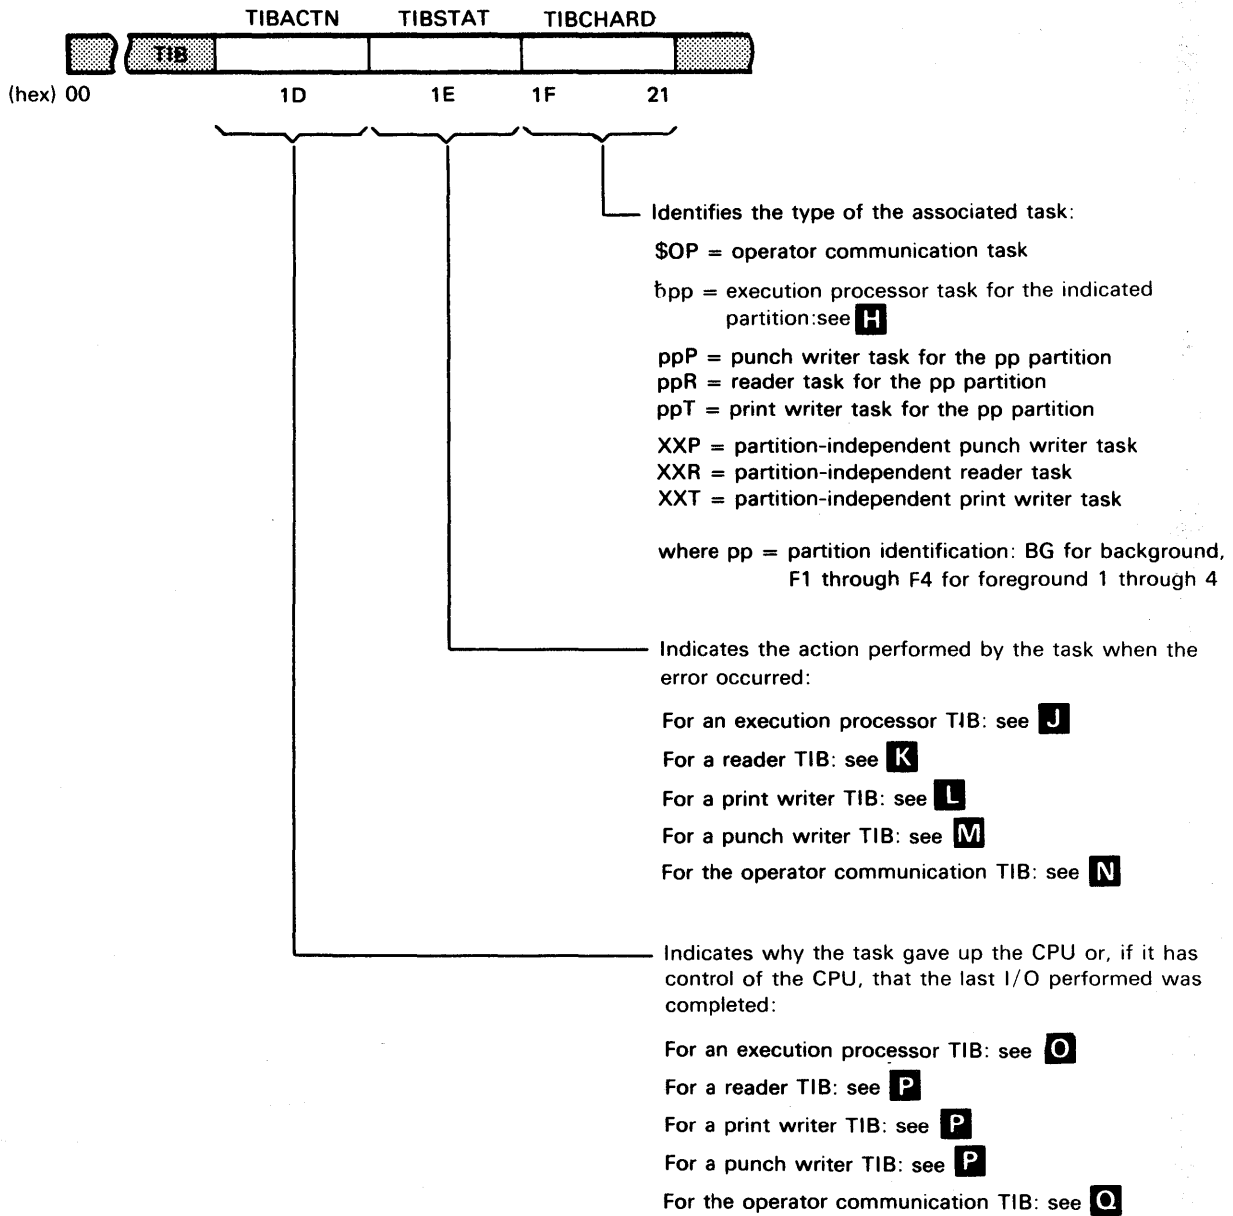 TIBACTN TIBSTAT TIBCHARD
TIB
(hex) 00 1D 1E 1F 21
Identifies the type of the associated task:
$OP = operator communication task
ƀpp = execution processor task for the indicated
partition:see H
ppP = punch writer task for the pp partition
ppR = reader task for the pp partition
ppT = print writer task for the pp partition
XXP = partition-independent punch writer task
XXR = partition-independent reader task
XXT = partition-independent print writer task
where pp = partition identification: BG for background,
F1 through F4 for foreground 1 through 4
Indicates the action performed by the task when the
error occurred:
For an execution processor TIB: see J
For a reader TIB: see K
For a print writer TIB: see L
For a punch writer TIB: see M
For the operator communication TIB: see N
Indicates why the task gave up the CPU or, if it has
control of the CPU, that the last I/O performed was
completed:
For an execution processor TIB: see O
For a reader TIB: see P
For a print writer TIB: see P
For a punch writer TIB: see P
For the operator communication TIB: see Q